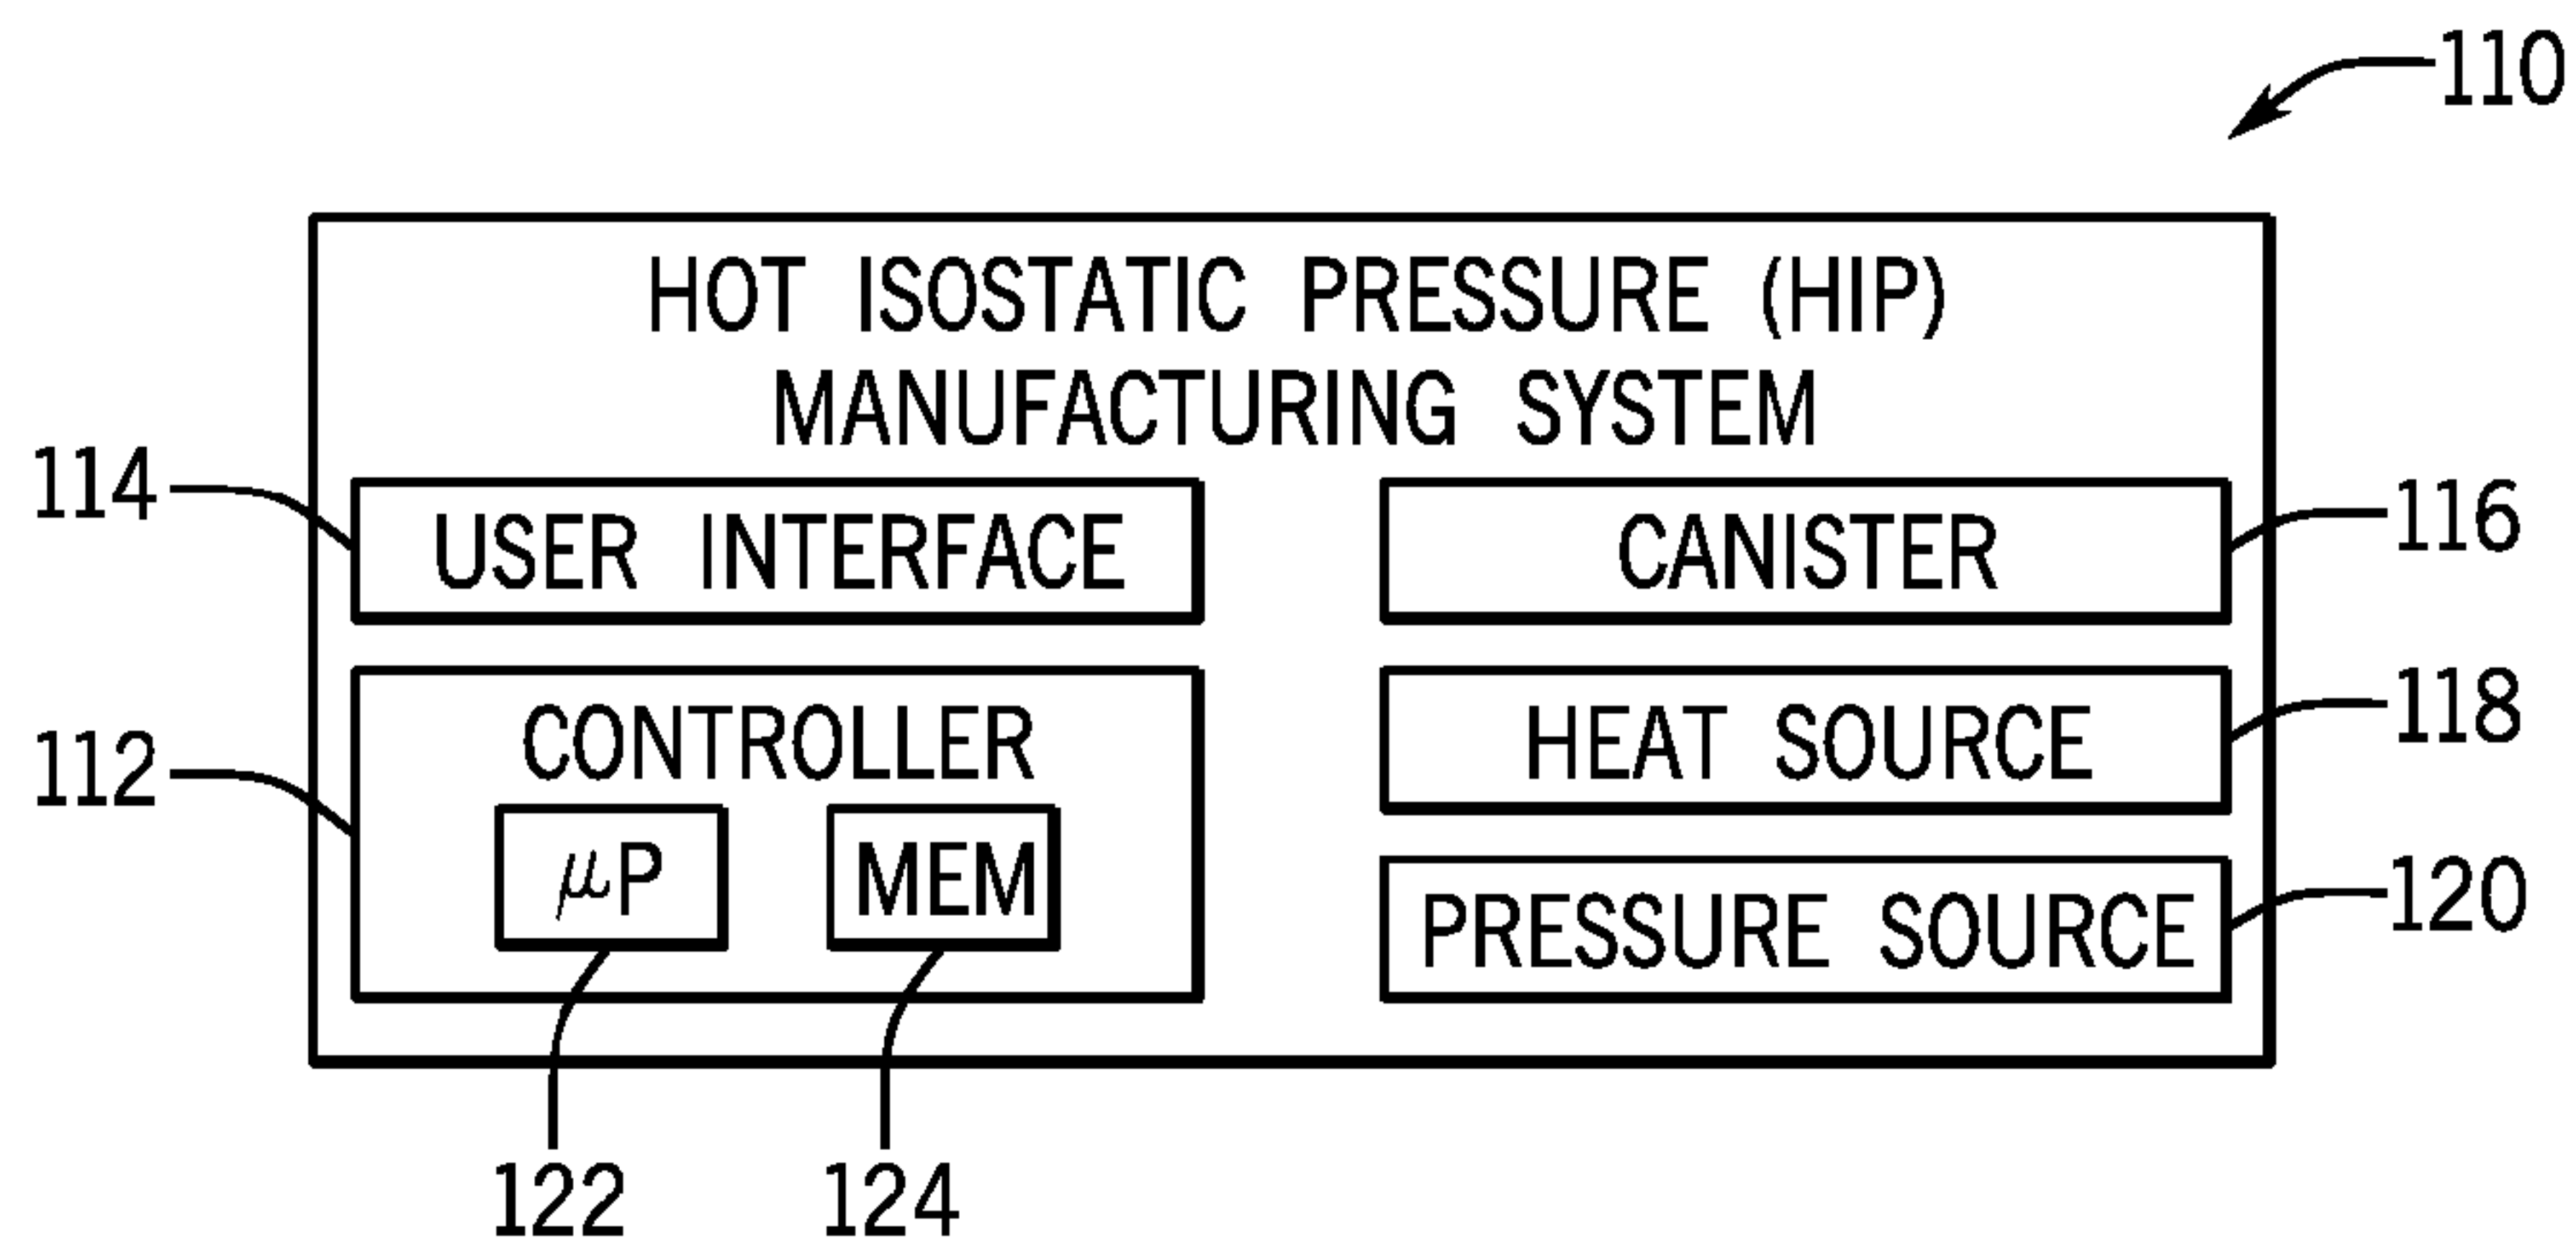 110
HOT ISOSTATIC PRESSURE (HIP)
MANUFACTURING SYSTEM
114
USER INTERFACE
CANISTER
116
112
CONTROLLER
HEAT SOURCE
118
μP
MEM
PRESSURE SOURCE
120
122
124